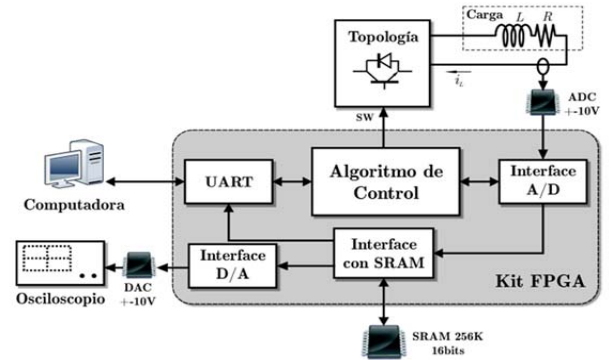 Carga
L R
Topología
i_L
ADC
+-10V
SW
UART
Algoritmo de
Control
Interface
A/D
Computadora
Interface
D/A
Interface
con SRAM
Kit FPGA
Osciloscopio
DAC
+-10V
SRAM 256K
16bits